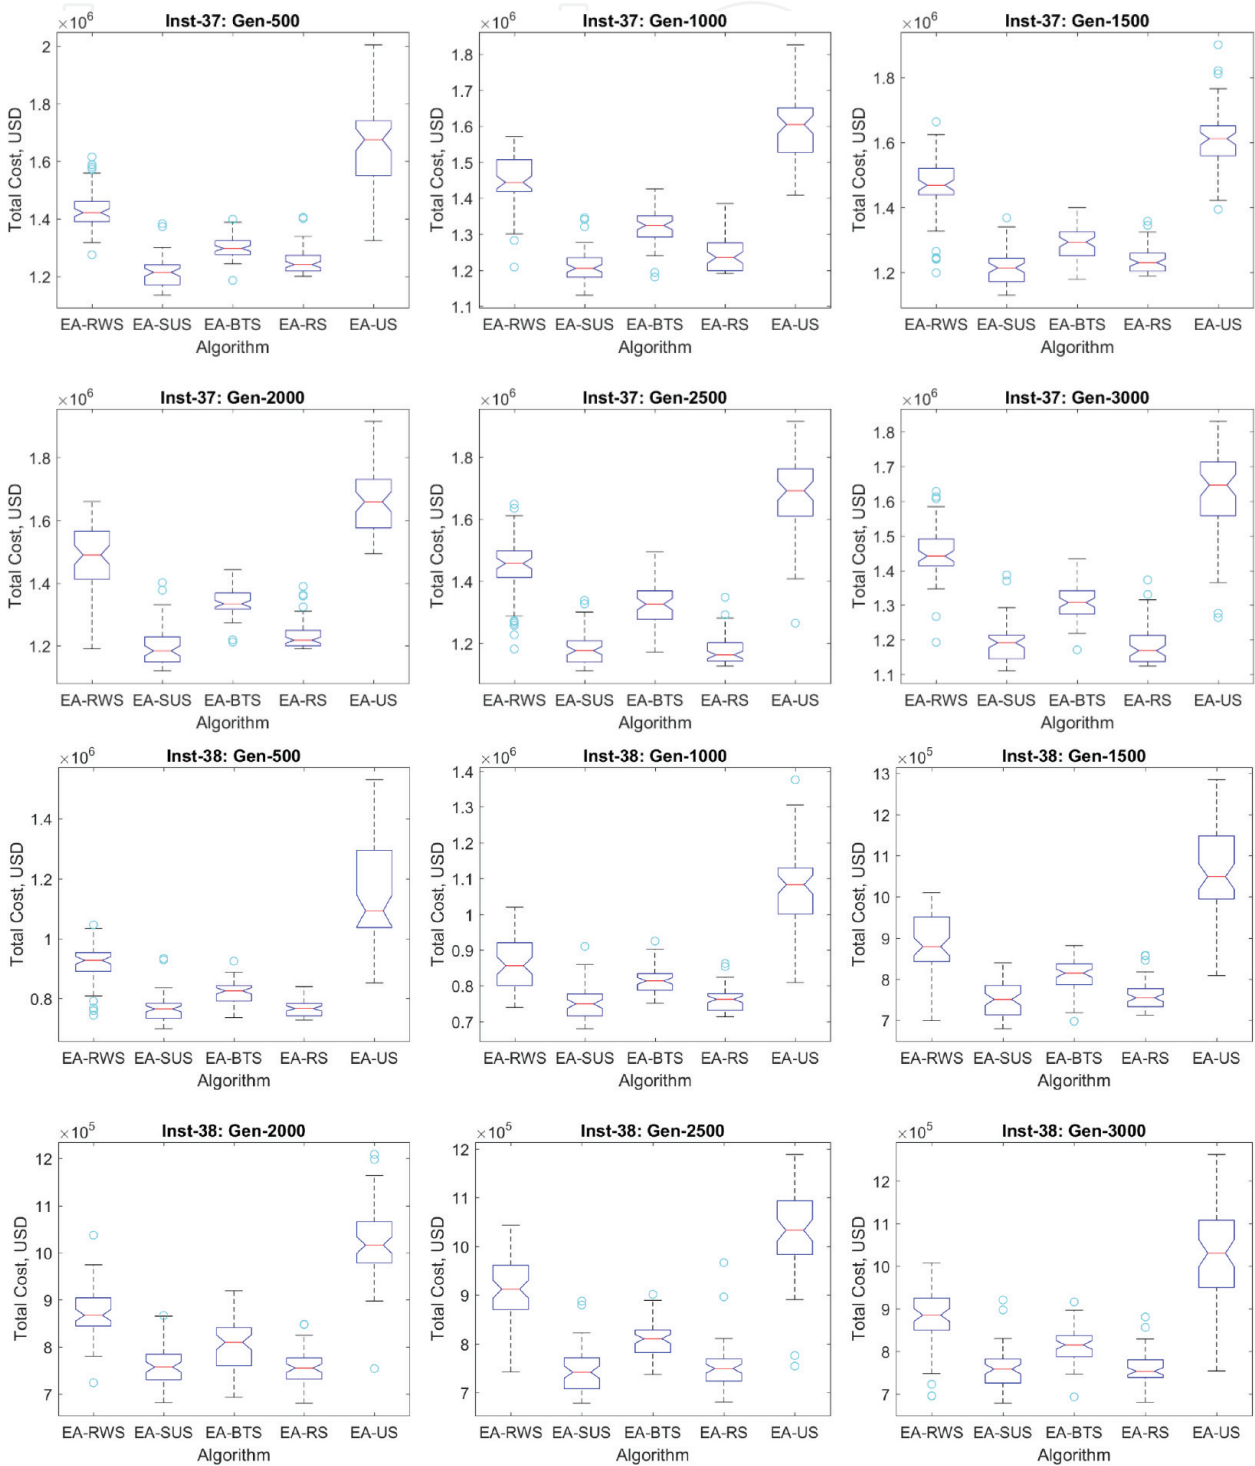 Inst-37: Gen-500
×10^6
2
1.8
1.6
1.4
1.2
Total Cost, USD
EA-RWS EA-SUS EA-BTS EA-RS EA-US
Algorithm
Inst-37: Gen-1000
×10^6
1.8
1.7
1.6
1.5
1.4
1.3
1.2
1.1
Total Cost, USD
EA-RWS EA-SUS EA-BTS EA-RS EA-US
Algorithm
Inst-37: Gen-1500
×10^6
1.8
1.6
1.4
1.2
Total Cost, USD
EA-RWS EA-SUS EA-BTS EA-RS EA-US
Algorithm
Inst-37: Gen-2000
×10^6
1.8
1.6
1.4
1.2
Total Cost, USD
EA-RWS EA-SUS EA-BTS EA-RS EA-US
Algorithm
Inst-37: Gen-2500
×10^6
1.8
1.6
1.4
1.2
Total Cost, USD
EA-RWS EA-SUS EA-BTS EA-RS EA-US
Algorithm
Inst-37: Gen-3000
×10^6
1.8
1.7
1.6
1.5
1.4
1.3
1.2
1.1
Total Cost, USD
EA-RWS EA-SUS EA-BTS EA-RS EA-US
Algorithm
Inst-38: Gen-500
×10^6
1.4
1.2
1
0.8
Total Cost, USD
EA-RWS EA-SUS EA-BTS EA-RS EA-US
Algorithm
Inst-38: Gen-1000
×10^6
1.4
1.3
1.2
1.1
1
0.9
0.8
0.7
Total Cost, USD
EA-RWS EA-SUS EA-BTS EA-RS EA-US
Algorithm
Inst-38: Gen-1500
×10^5
13
12
11
10
9
8
7
Total Cost, USD
EA-RWS EA-SUS EA-BTS EA-RS EA-US
Algorithm
Inst-38: Gen-2000
×10^5
12
11
10
9
8
7
Total Cost, USD
EA-RWS EA-SUS EA-BTS EA-RS EA-US
Algorithm
Inst-38: Gen-2500
×10^5
12
11
10
9
8
7
Total Cost, USD
EA-RWS EA-SUS EA-BTS EA-RS EA-US
Algorithm
Inst-38: Gen-3000
×10^5
12
11
10
9
8
7
Total Cost, USD
EA-RWS EA-SUS EA-BTS EA-RS EA-US
Algorithm